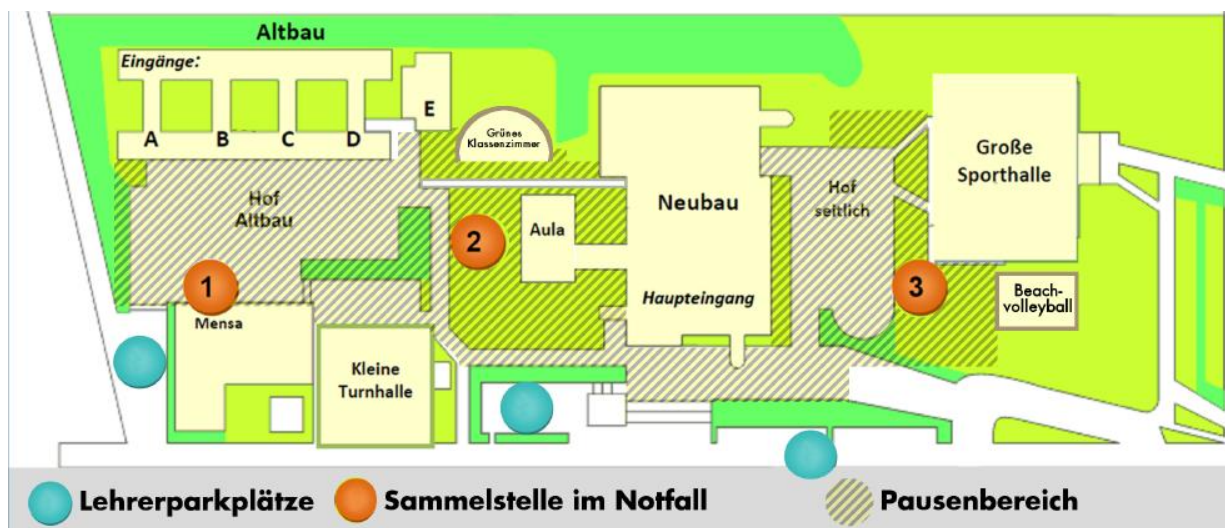 Altbau
Eingänge:
A B C D
E
Grünes
Klassenzimmer
Große
Sporthalle
Hof
Altbau
Neubau
Hof
seitlich
2
Aula
1
3
Haupteingang
Beach-
volleyball
Mensa
Kleine
Turnhalle
Lehrerparkplätze
Sammelstelle im Notfall
Pausenbereich